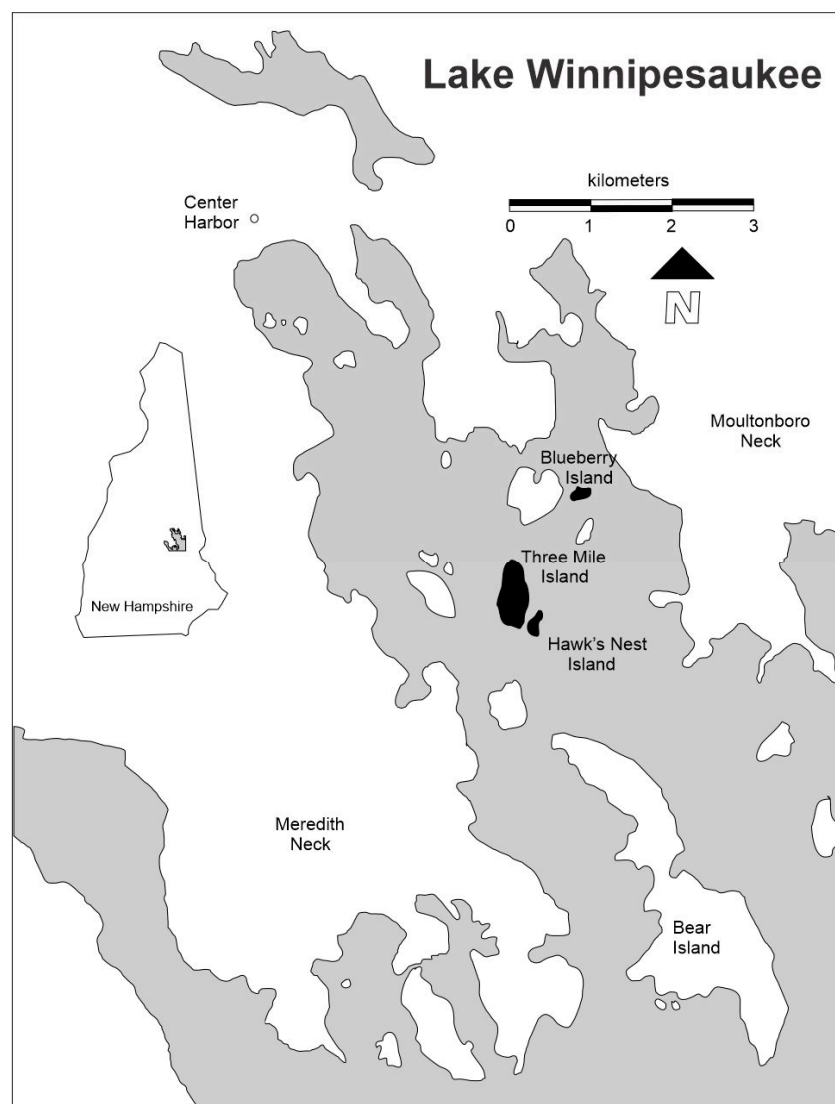 Lake Winnipesaukee
kilometers
0 1 2 3
N
Center
Harbor
Moultonboro
Neck
Blueberry
Island
Three Mile
Island
New Hampshire
Hawk's Nest
Island
Meredith
Neck
Bear
Island